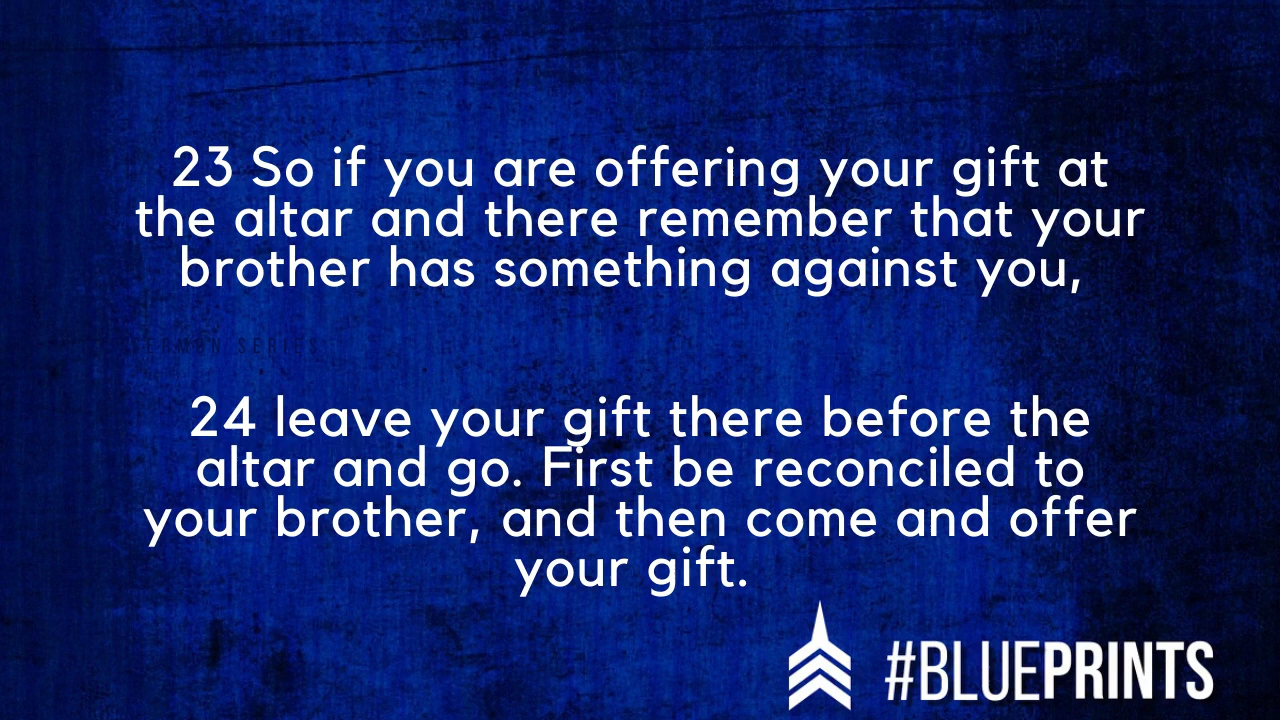 23 So if you are offering your gift at
the altar and there remember that your
brother has something against you,
SERMON SERIES
24 leave your gift there before the
altar and go. First be reconciled to
your brother, and then come and offer
your gift.
#BLUEPRINTS